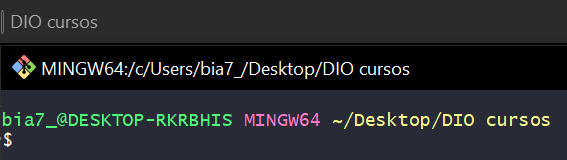 DIO cursos
MINGW64:/c/Users/bia7_/Desktop/DIO cursos
bia7_@DESKTOP-RKRBHIS MINGW64 ~/Desktop/DIO cursos
$